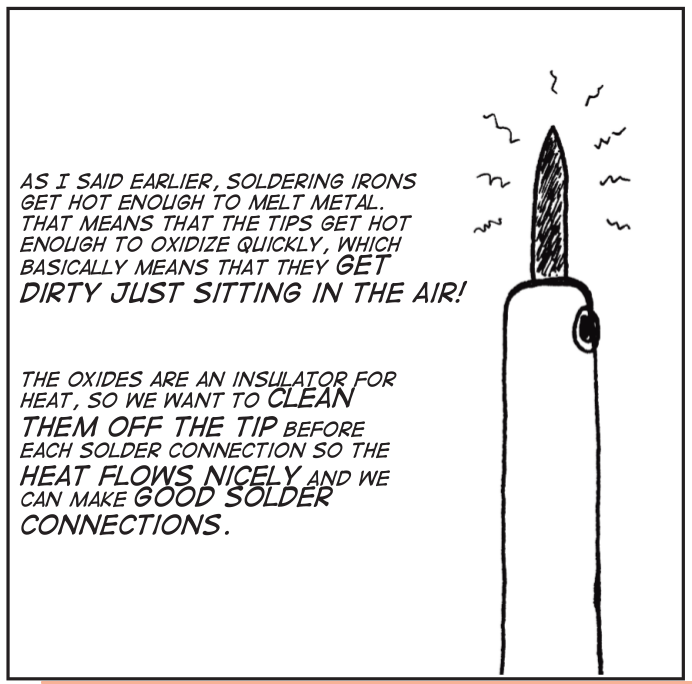 AS I SAID EARLIER, SOLDERING IRONS
GET HOT ENOUGH TO MELT METAL.
THAT MEANS THAT THE TIPS GET HOT
ENOUGH TO OXIDIZE QUICKLY, WHICH
BASICALLY MEANS THAT THEY GET
DIRTY JUST SITTING IN THE AIR!
THE OXIDES ARE AN INSULATOR FOR
HEAT, SO WE WANT TO CLEAN
THEM OFF THE TIP BEFORE
EACH SOLDER CONNECTION SO THE
HEAT FLOWS NICELY AND WE
CAN MAKE GOOD SOLDER
CONNECTIONS.